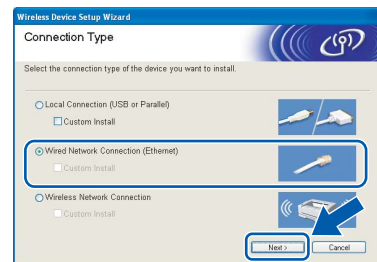 Wireless Device Setup Wizard
Connection Type
Select the connection type of the device you want to install.
Local Connection (USB or Parallel)
Custom Install
Wired Network Connection (Ethernet)
Custom Install
Wireless Network Connection
Custom Install
Next >
Cancel